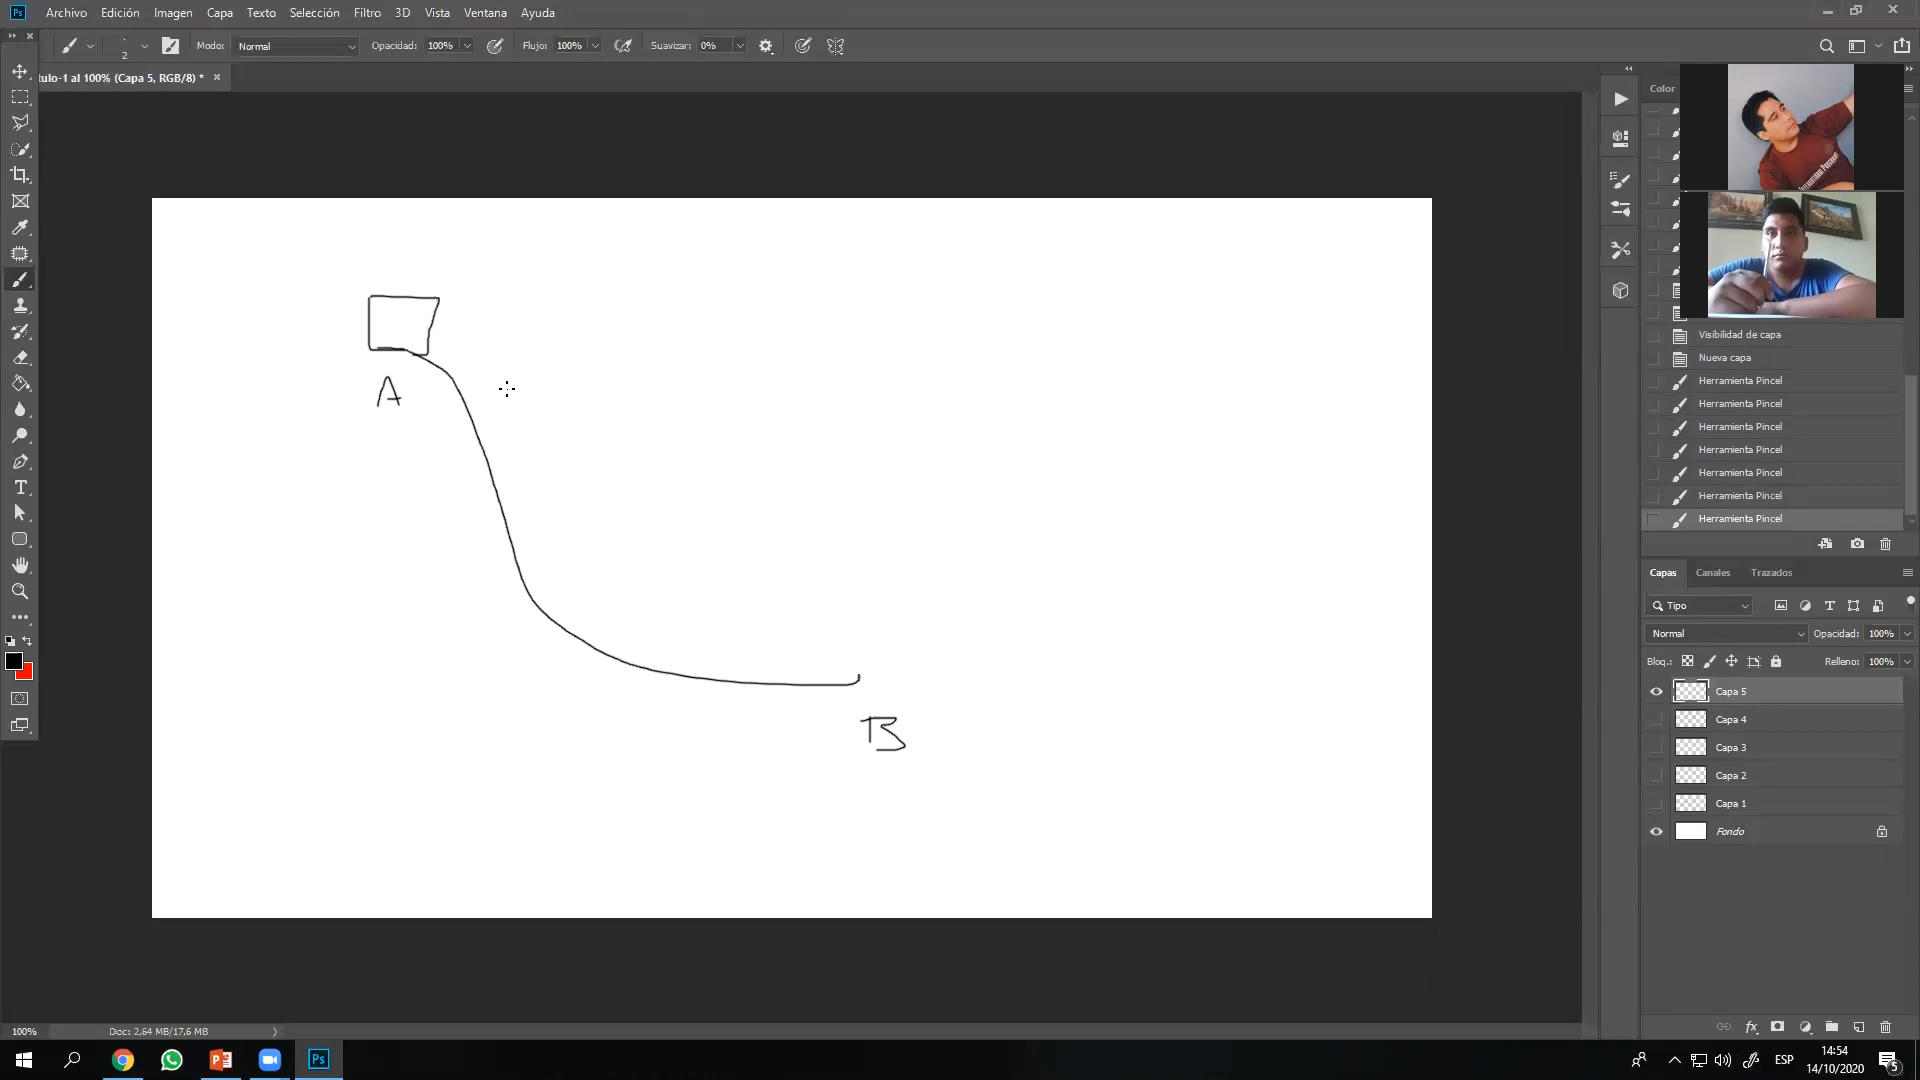 Ps Archivo Edición Imagen Capa Texto Selección Filtro 3D Vista Ventana Ayuda
2 Modo: Normal Opacidad: 100% Flujo: 100% Suavizar: 0%
tulo-1 al 100% (Capa 5, RGB/8) * ×
Color
A
B
Visibilidad de capa
Nueva capa
Herramienta Pincel
Herramienta Pincel
Herramienta Pincel
Herramienta Pincel
Herramienta Pincel
Herramienta Pincel
Herramienta Pincel
Capas Canales Trazados
Tipo
Normal Opacidad: 100%
Bloq.: Relleno: 100%
Capa 5
Capa 4
Capa 3
Capa 2
Capa 1
Fondo
100% Doc: 2,64 MB/17,6 MB
Ps ESP 14:54
14/10/2020
5